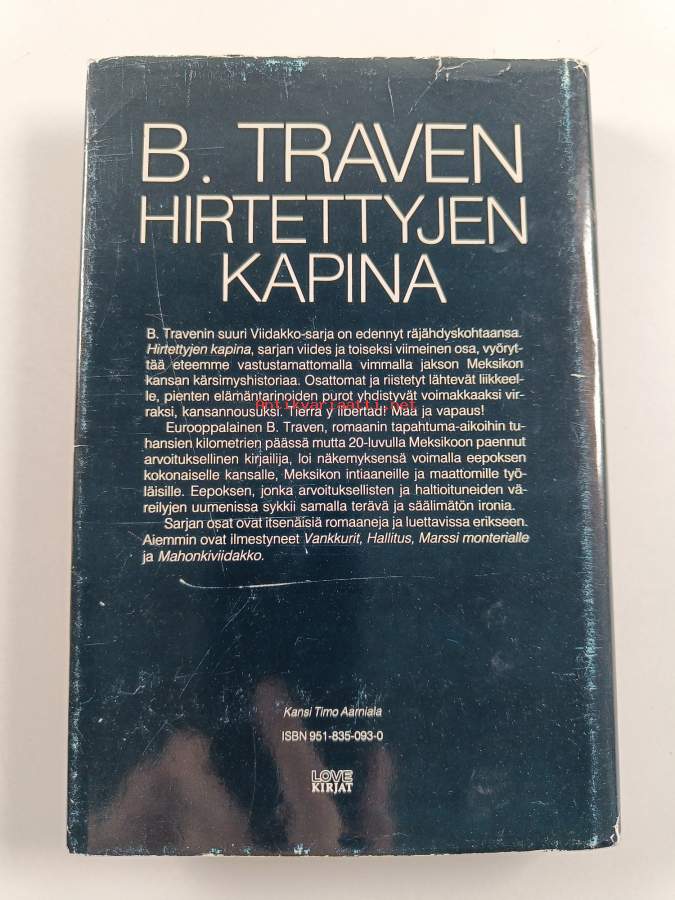 B. TRAVEN
HIRTETTYJEN
KAPINA
B. Travenin suuri Viidakko-sarja on edennyt räjähdyskohtaansa.
Hirtettyjen kapina, sarjan viides ja toiseksi viimeinen osa, vyöryt-
tää eteemme vastustamattomalla vimmalla jakson Meksikon
kansan kärsimyshistoriaa. Osattomat ja riistetyt lähtevät liikkeel-
le, pienten elämäntarinoiden purot yhdistyvät voimakkaaksi vir-
raksi, kansannousuksi. Tierra y libertad! Maa ja vapaus!
Antikvariaatti.net
Eurooppalainen B. Traven, romaanin tapahtuma-aikoihin tu-
hansien kilometrien päässä mutta 20-luvulla Meksikoon paennut
arvoituksellinen kirjailija, loi näkemyksensä voimalla eepoksen
kokonaiselle kansalle, Meksikon intiaaneille ja maattomille työ-
läisille. Eepoksen, jonka arvoituksellisten ja haltioituneiden vä-
reilyjen uumenissa sykkii samalla terävä ja säälimätön ironia.
Sarjan osat ovat itsenäisiä romaaneja ja luettavissa erikseen.
Aiemmin ovat ilmestyneet Vankkurit, Hallitus, Marssi monterialle
ja Mahonkiviidakko.
Kansi Timo Aarniala
ISBN 951-835-093-0
LOVE
KIRJAT